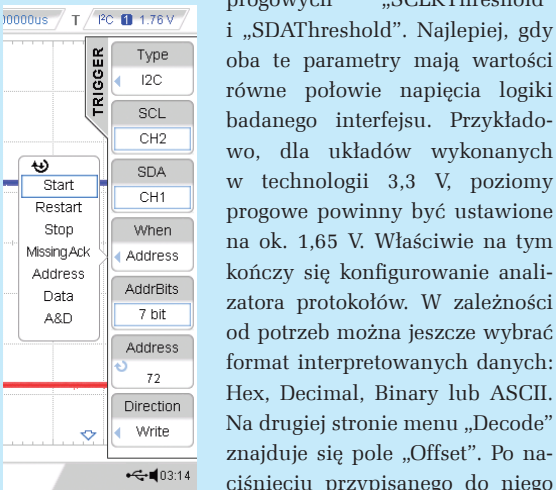 00000us T I²C 1 1.76 V
TRIGGER
Type
I2C
SCL
CH2
SDA
CH1
When
Address
AddrBits
7 bit
Address
72
Direction
Write
Start
Restart
Stop
Missing Ack
Address
Data
A&D
03:14
progowych „SCLKThreshold”
i „SDAThreshold”. Najlepiej, gdy
oba te parametry mają wartości
równe połowie napięcia logiki
badanego interfejsu. Przykłado-
wo, dla układów wykonanych
w technologii 3,3 V, poziomy
progowe powinny być ustawione
na ok. 1,65 V. Właściwie na tym
kończy się konfigurowanie anali-
zatora protokołów. W zależności
od potrzeb można jeszcze wybrać
format interpretowanych danych:
Hex, Decimal, Binary lub ASCII.
Na drugiej stronie menu „Decode”
znajduje się pole „Offset”. Po na-
ciśnięciu przypisanego do niego